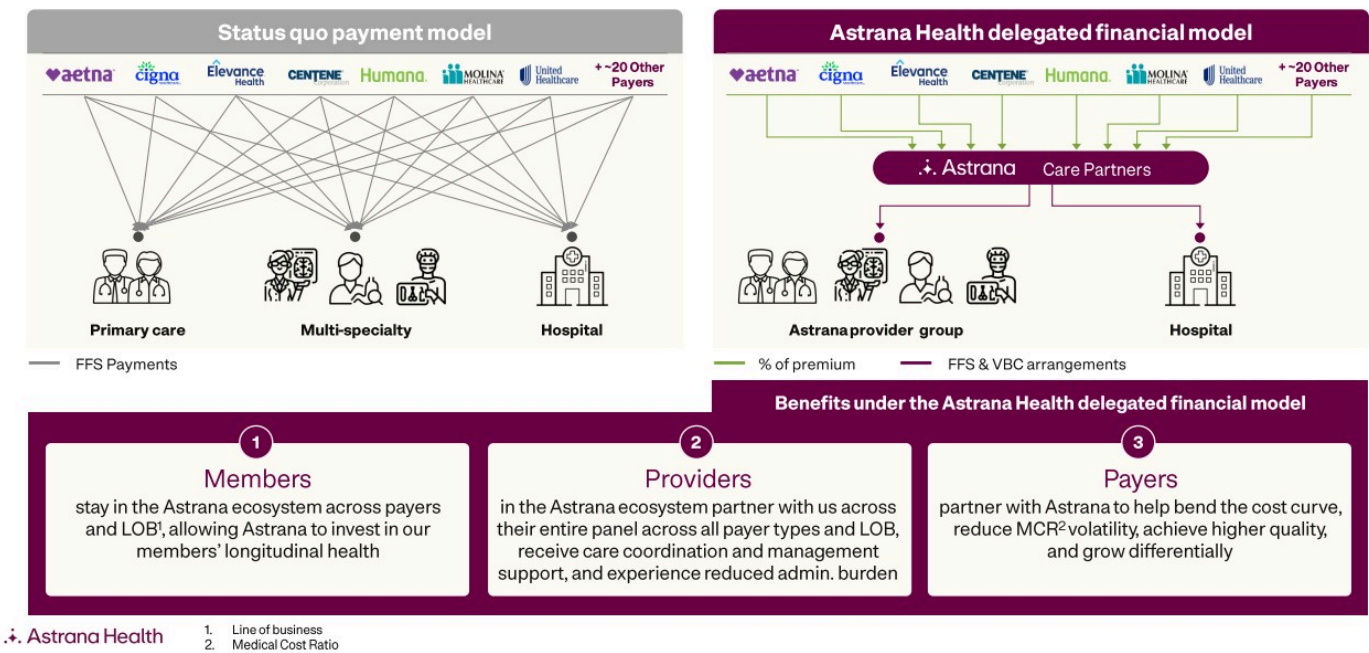 Status quo payment model
aetna cigna Elevance Health CENTENE Corporation Humana. MOLINA HEALTHCARE United Healthcare + ~20 Other Payers
Primary care Multi-specialty Hospital
FFS Payments
Astrana Health delegated financial model
aetna cigna Elevance Health CENTENE Corporation Humana. MOLINA HEALTHCARE United Healthcare + ~20 Other Payers
Astrana Care Partners
Astrana provider group Hospital
% of premium FFS & VBC arrangements
Benefits under the Astrana Health delegated financial model
1
Members
stay in the Astrana ecosystem across payers
and LOB¹, allowing Astrana to invest in our
members’ longitudinal health
2
Providers
in the Astrana ecosystem partner with us across
their entire panel across all payer types and LOB,
receive care coordination and management
support, and experience reduced admin. burden
3
Payers
partner with Astrana to help bend the cost curve,
reduce MCR² volatility, achieve higher quality,
and grow differentially
Astrana Health
1. Line of business
2. Medical Cost Ratio